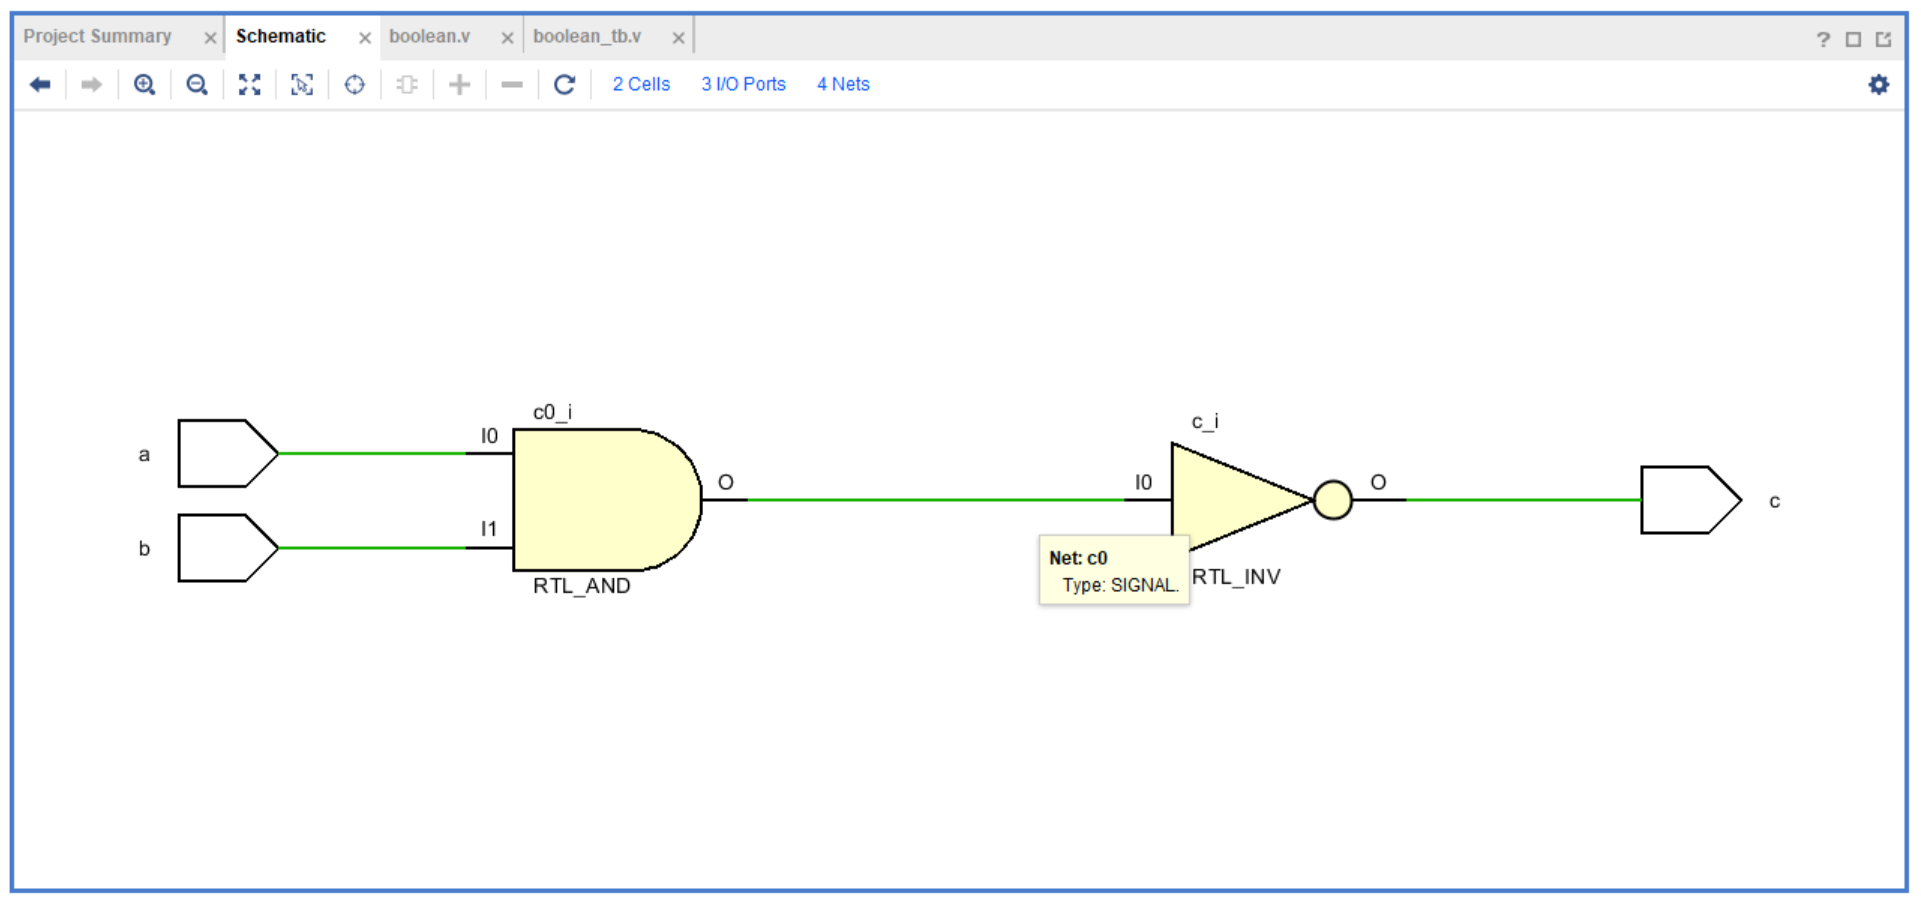 Project Summary Schematic boolean.v boolean_tb.v ?
2 Cells 3 I/O Ports 4 Nets
c0_i
c_i
I0
a
O
I0
O
c
I1
b
Net: c0
Type: SIGNAL.
RTL_INV
RTL_AND